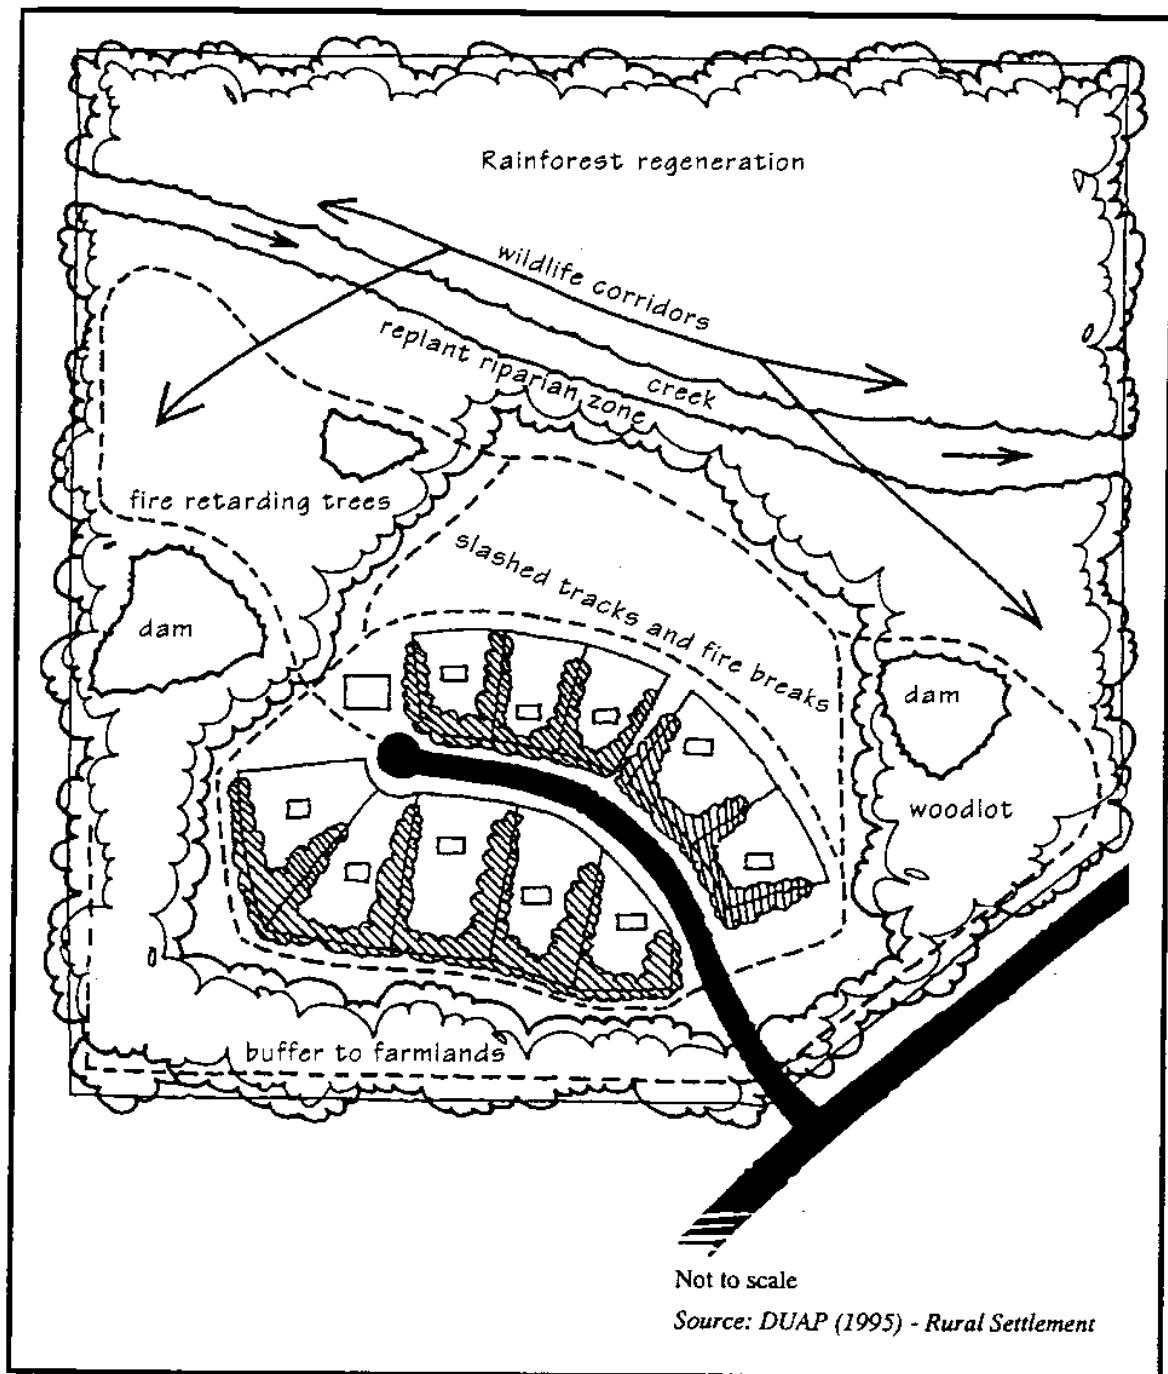 Rainforest regeneration
wildlife corridors
replant riparian zone
creek
fire retarding trees
slashed tracks and fire breaks
dam
dam
woodlot
buffer to farmlands
Not to scale
Source: DUAP (1995) - Rural Settlement